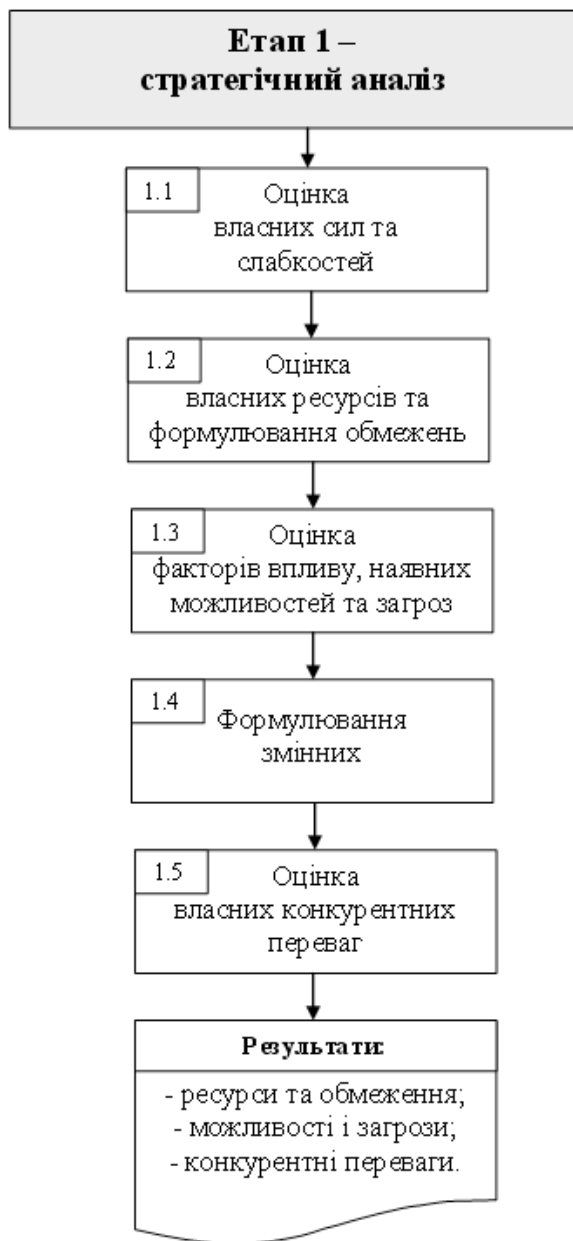 Етап 1 –
стратегічний аналіз
1.1
Оцінка
власних сил та
слабкостей
1.2
Оцінка
власних ресурсів та
формулювання обмежень
1.3
Оцінка
факторів впливу, наявних
можливостей та загроз
1.4
Формулювання
змінних
1.5
Оцінка
власних конкурентних
переваг
Результати:
- ресурси та обмеження;
- можливості і загрози;
- конкурентні переваги.